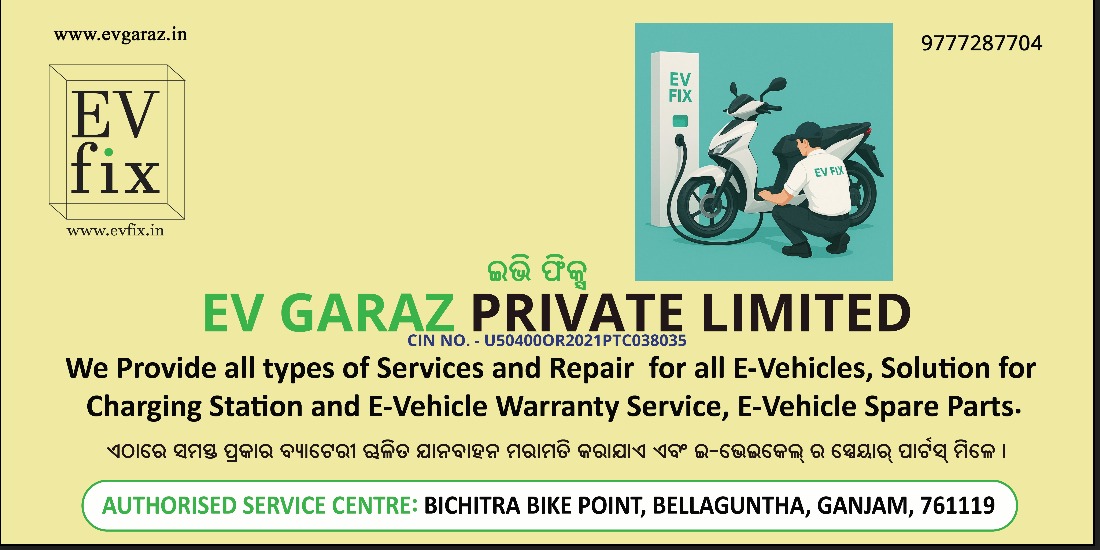 www.evgaraz.in
9777287704
EV
fix
www.evfix.in
EV
FIX
EV FIX
ଇଭି ଫିକ୍ସ
EV GARAZ PRIVATE LIMITED
CIN NO. - U50400OR2021PTC038035
We Provide all types of Services and Repair for all E-Vehicles, Solution for
Charging Station and E-Vehicle Warranty Service, E-Vehicle Spare Parts.
ଏଠାରେ ସମସ୍ତ ପ୍ରକାର ବ୍ୟାଟେରୀ ଚ୍ଳିତ ଯାନବାହନ ମରାମତି କରାଯାଏ ଏବଂ ଇ-ଭେଇକେଲ୍ ର ସ୍ପେୟାର୍ ପାର୍ଟସ୍ ମିଳେ ।
AUTHORISED SERVICE CENTRE: BICHITRA BIKE POINT, BELLAGUNTHA, GANJAM, 761119